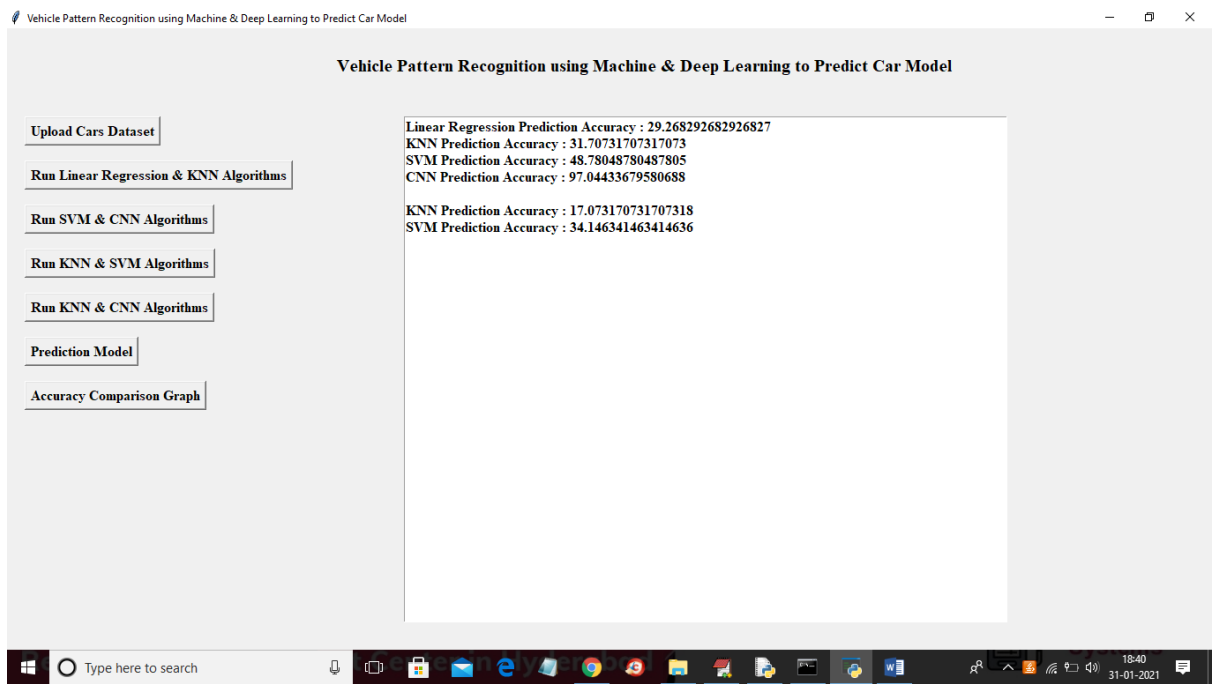 Vehicle Pattern Recognition using Machine & Deep Learning to Predict Car Model
Vehicle Pattern Recognition using Machine & Deep Learning to Predict Car Model
Upload Cars Dataset
Run Linear Regression & KNN Algorithms
Run SVM & CNN Algorithms
Run KNN & SVM Algorithms
Run KNN & CNN Algorithms
Prediction Model
Accuracy Comparison Graph
Linear Regression Prediction Accuracy : 29.268292682926827
KNN Prediction Accuracy : 31.70731707317073
SVM Prediction Accuracy : 48.78048780487805
CNN Prediction Accuracy : 97.04433679580688
KNN Prediction Accuracy : 17.073170731707318
SVM Prediction Accuracy : 34.146341463414636
Type here to search
18:40
31-01-2021